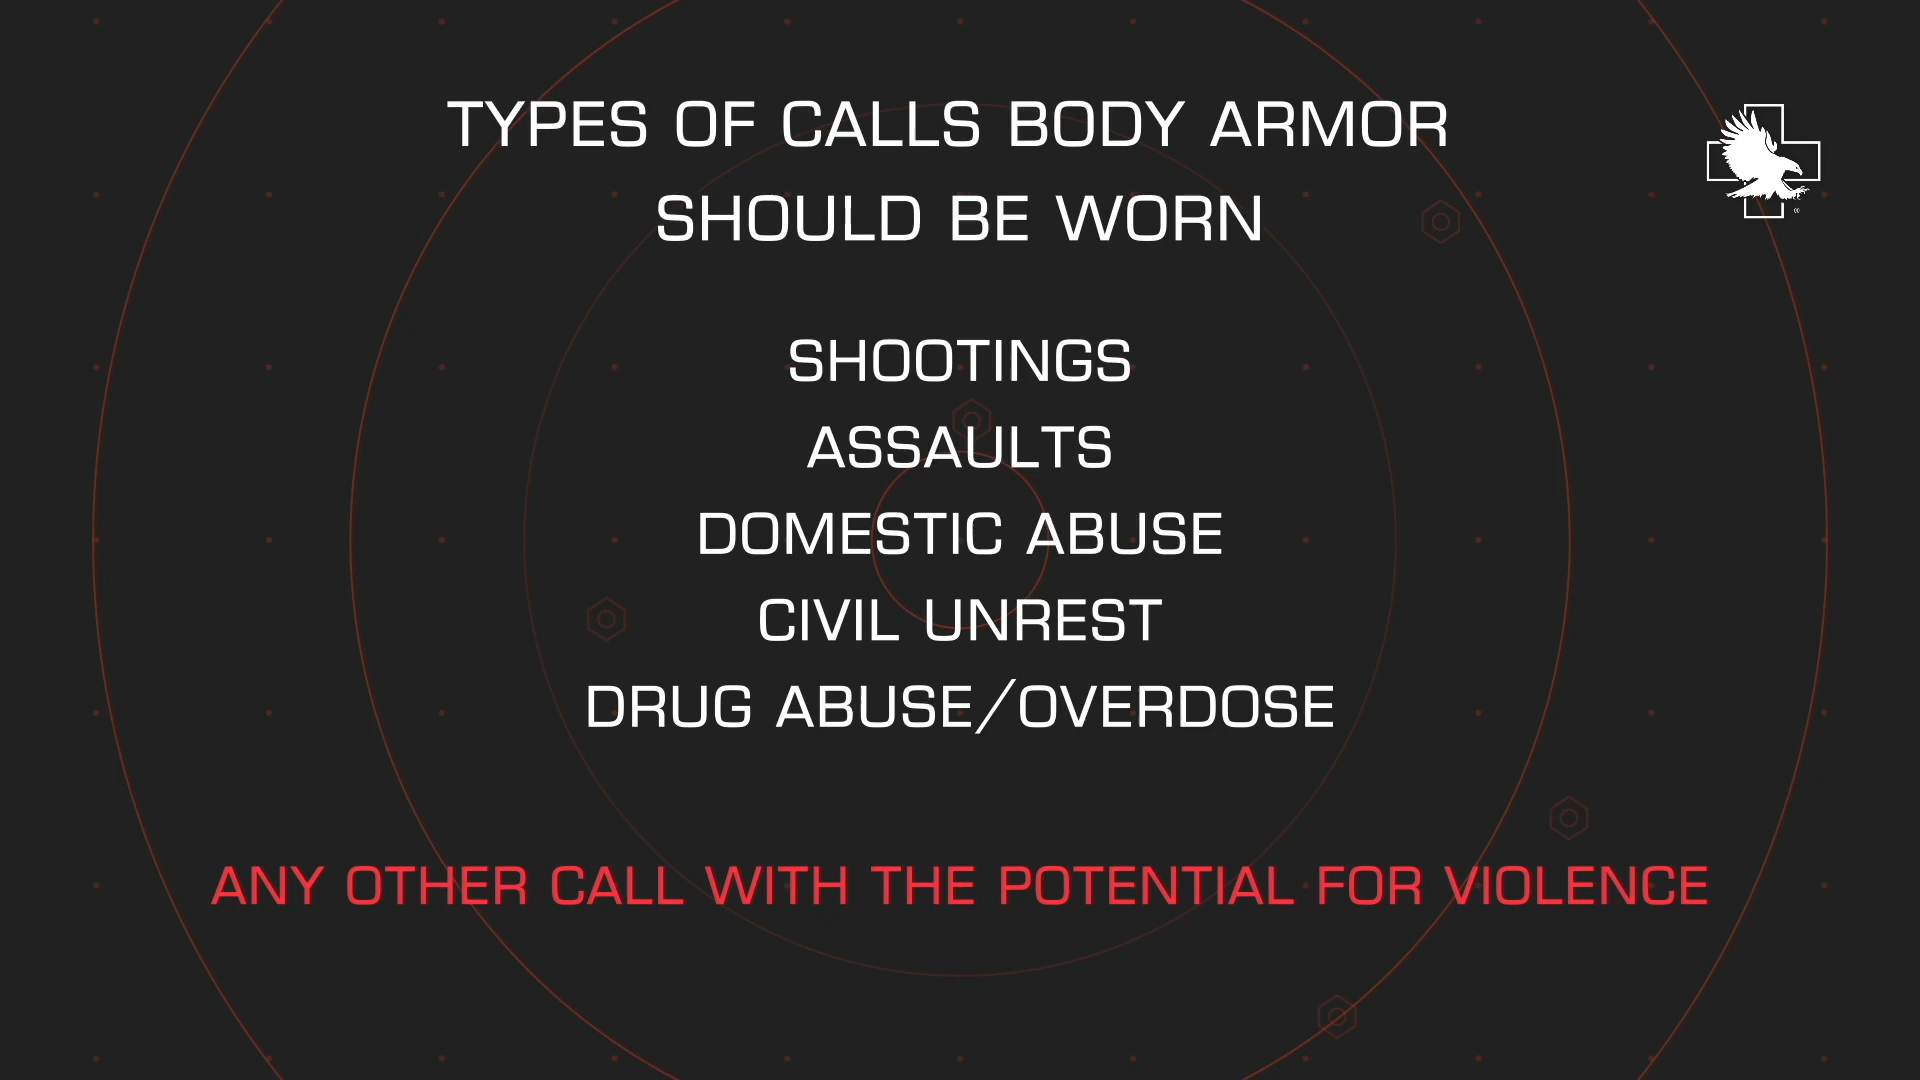 TYPES OF CALLS BODY ARMOR
SHOULD BE WORN
SHOOTINGS
ASSAULTS
DOMESTIC ABUSE
CIVIL UNREST
DRUG ABUSE/OVERDOSE
ANY OTHER CALL WITH THE POTENTIAL FOR VIOLENCE